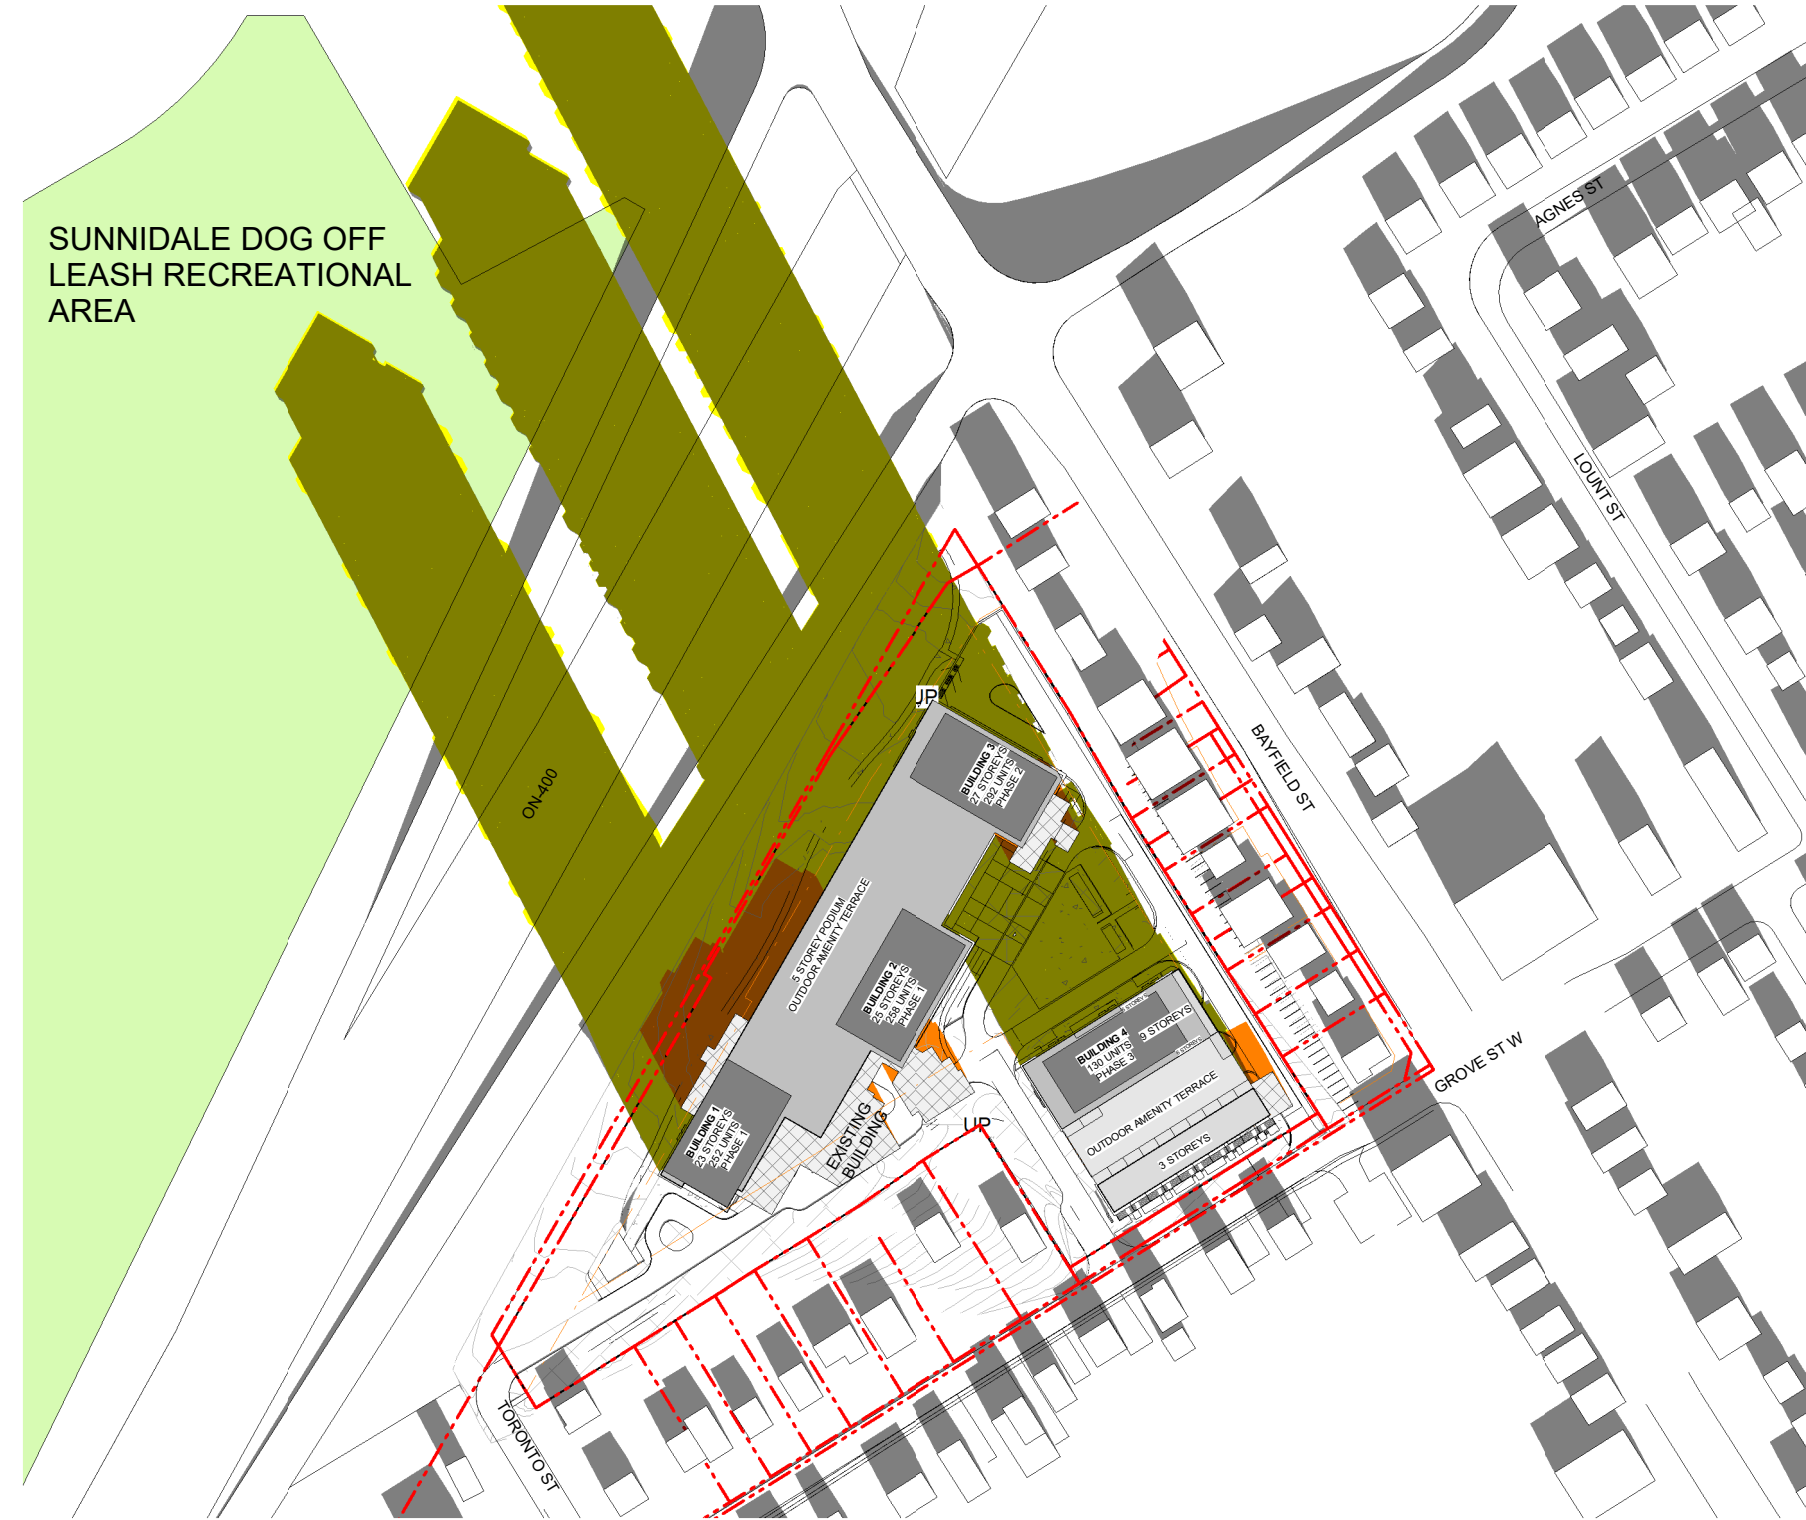 SUNNIDALE DOG OFF
LEASH RECREATIONAL
AREA
AGNES ST
LOUNT ST
ON-400
UP
BUILDING 3
27 STOREYS
292 UNITS
PHASE 2
BAYFIELD ST
5 STOREY PODIUM
OUTDOOR AMENITY TERRACE
BUILDING 2
25 STOREYS
258 UNITS
PHASE 1
9 STOREYS
BUILDING 4
130 UNITS
PHASE 3
OUTDOOR AMENITY TERRACE
3 STOREYS
GROVE ST W
BUILDING 1
23 STOREYS
252 UNITS
PHASE 1
EXISTING
BUILDING
UP
TORONTO ST